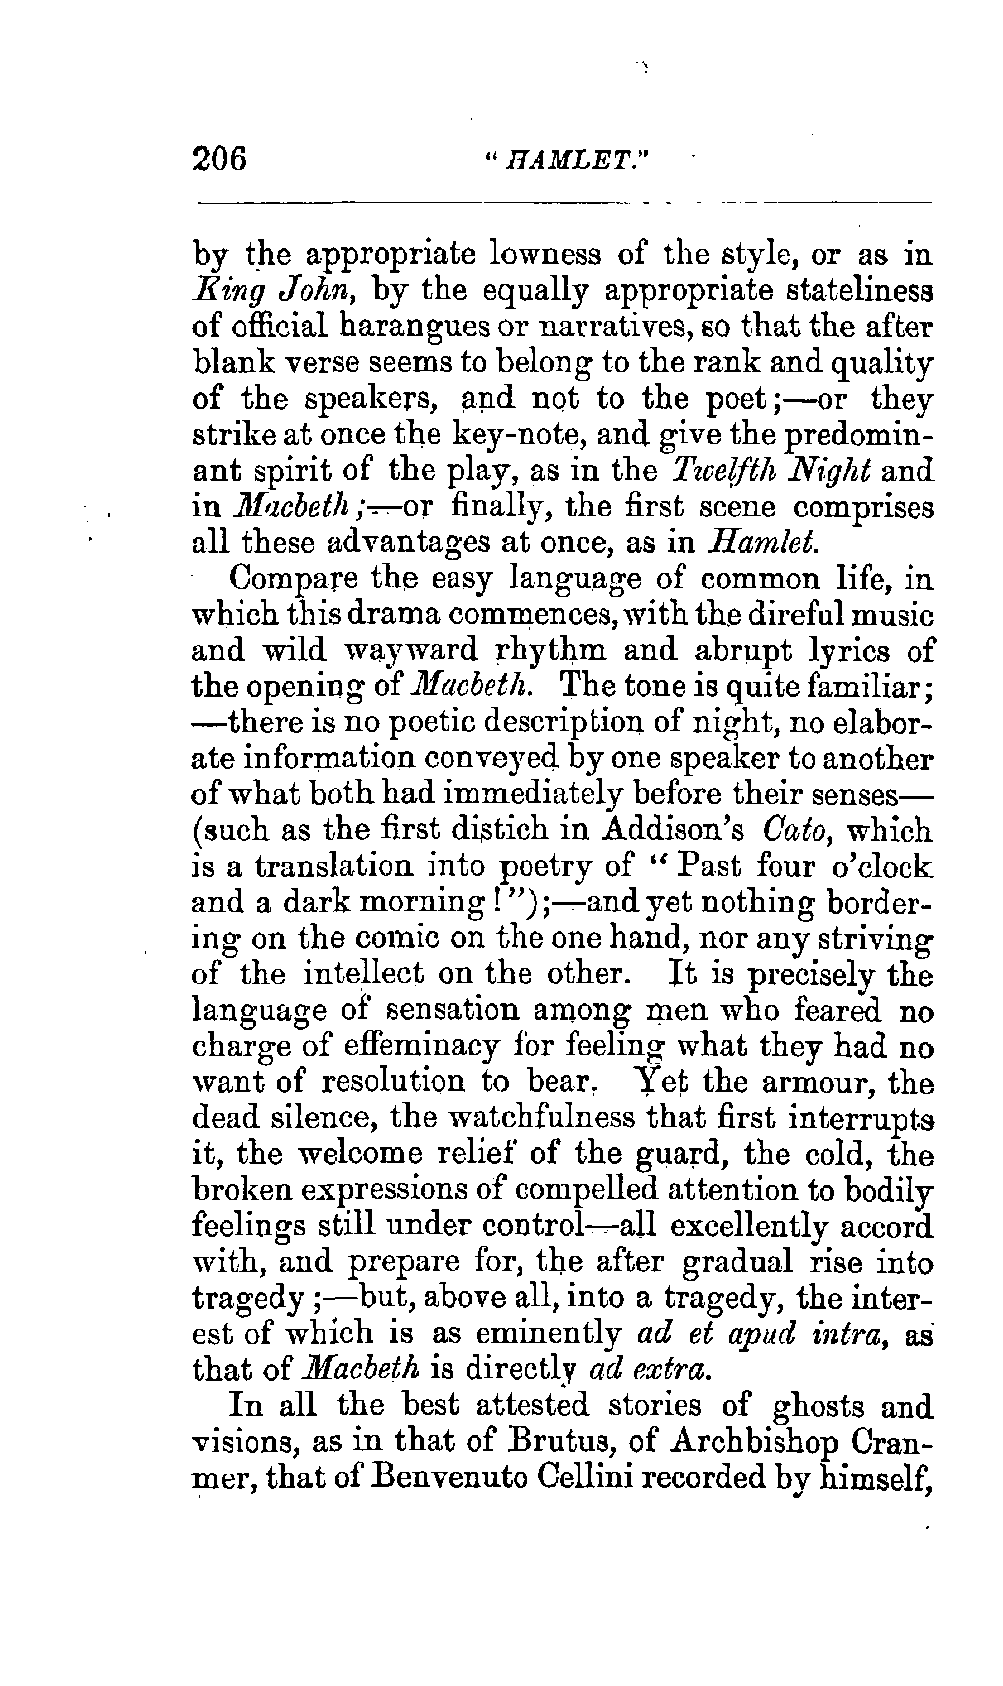 206 "HAMLET."
by the appropriate lowness of the style, or as in
King John, by the equally appropriate stateliness
of official harangues or narratives, so that the after
blank verse seems to belong to the rank and quality
of the speakers, and not to the poet;—or they
strike at once the key-note, and give the predomin-
ant spirit of the play, as in the Twelfth Night and
in Macbeth;—or finally, the first scene comprises
all these advantages at once, as in Hamlet.
Compare the easy language of common life, in
which this drama commences, with the direful music
and wild wayward rhythm and abrupt lyrics of
the opening of Macbeth. The tone is quite familiar;
—there is no poetic description of night, no elabor-
ate information conveyed by one speaker to another
of what both had immediately before their senses—
(such as the first distich in Addison's Cato, which
is a translation into poetry of "Past four o'clock
and a dark morning!");—and yet nothing border-
ing on the comic on the one hand, nor any striving
of the intellect on the other. It is precisely the
language of sensation among men who feared no
charge of effeminacy for feeling what they had no
want of resolution to bear. Yet the armour, the
dead silence, the watchfulness that first interrupts
it, the welcome relief of the guard, the cold, the
broken expressions of compelled attention to bodily
feelings still under control—all excellently accord
with, and prepare for, the after gradual rise into
tragedy;—but, above all, into a tragedy, the inter-
est of which is as eminently ad et apud intra, as
that of Macbeth is directly ad extra.
In all the best attested stories of ghosts and
visions, as in that of Brutus, of Archbishop Cran-
mer, that of Benvenuto Cellini recorded by himself,